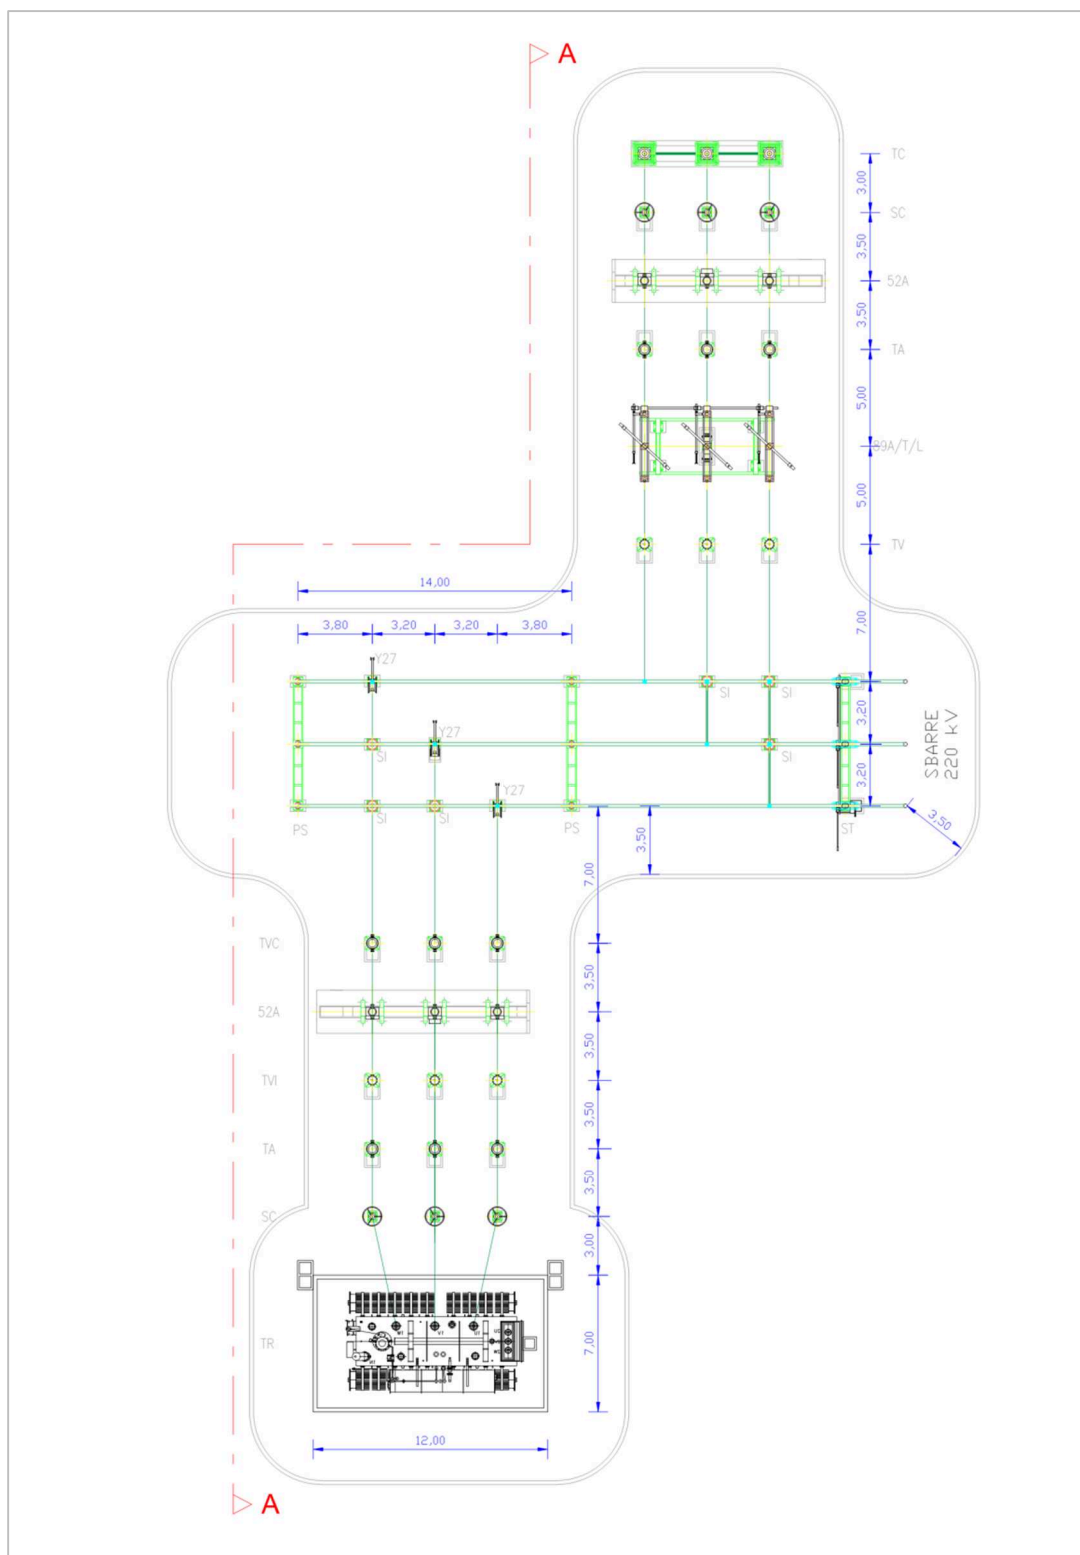 A
TC
3,00
SC
3,50
52A
3,50
TA
5,00
89A/T/L
5,00
TV
14,00
7,00
3,80
3,20
3,20
3,80
Y27
SI
SI
3,20
Y27
SI
SI
SBARRE
220 kV
3,20
Y27
SI
SI
PS
PS
ST
3,50
3,50
7,00
TVC
3,50
52A
3,50
TVI
3,50
TA
3,50
SC
3,00
TR
7,00
12,00
A